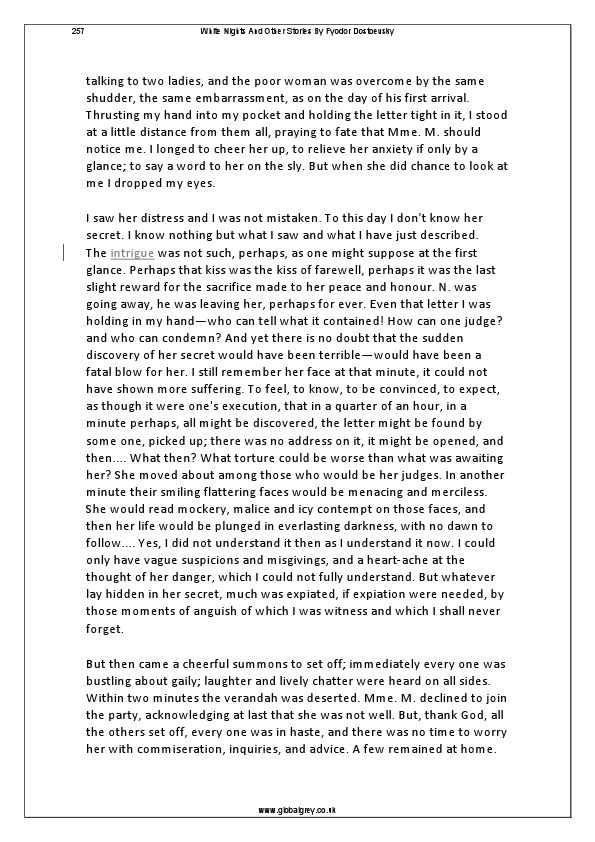 257 White Nights And Other Stories By Fyodor Dostoevsky
talking to two ladies, and the poor woman was overcome by the same
shudder, the same embarrassment, as on the day of his first arrival.
Thrusting my hand into my pocket and holding the letter tight in it, I stood
at a little distance from them all, praying to fate that Mme. M. should
notice me. I longed to cheer her up, to relieve her anxiety if only by a
glance; to say a word to her on the sly. But when she did chance to look at
me I dropped my eyes.
I saw her distress and I was not mistaken. To this day I don't know her
secret. I know nothing but what I saw and what I have just described.
The intrigue was not such, perhaps, as one might suppose at the first
glance. Perhaps that kiss was the kiss of farewell, perhaps it was the last
slight reward for the sacrifice made to her peace and honour. N. was
going away, he was leaving her, perhaps for ever. Even that letter I was
holding in my hand—who can tell what it contained! How can one judge?
and who can condemn? And yet there is no doubt that the sudden
discovery of her secret would have been terrible—would have been a
fatal blow for her. I still remember her face at that minute, it could not
have shown more suffering. To feel, to know, to be convinced, to expect,
as though it were one's execution, that in a quarter of an hour, in a
minute perhaps, all might be discovered, the letter might be found by
some one, picked up; there was no address on it, it might be opened, and
then.... What then? What torture could be worse than what was awaiting
her? She moved about among those who would be her judges. In another
minute their smiling flattering faces would be menacing and merciless.
She would read mockery, malice and icy contempt on those faces, and
then her life would be plunged in everlasting darkness, with no dawn to
follow.... Yes, I did not understand it then as I understand it now. I could
only have vague suspicions and misgivings, and a heart-ache at the
thought of her danger, which I could not fully understand. But whatever
lay hidden in her secret, much was expiated, if expiation were needed, by
those moments of anguish of which I was witness and which I shall never
forget.
But then came a cheerful summons to set off; immediately every one was
bustling about gaily; laughter and lively chatter were heard on all sides.
Within two minutes the verandah was deserted. Mme. M. declined to join
the party, acknowledging at last that she was not well. But, thank God, all
the others set off, every one was in haste, and there was no time to worry
her with commiseration, inquiries, and advice. A few remained at home.
www.globalgrey.co.uk